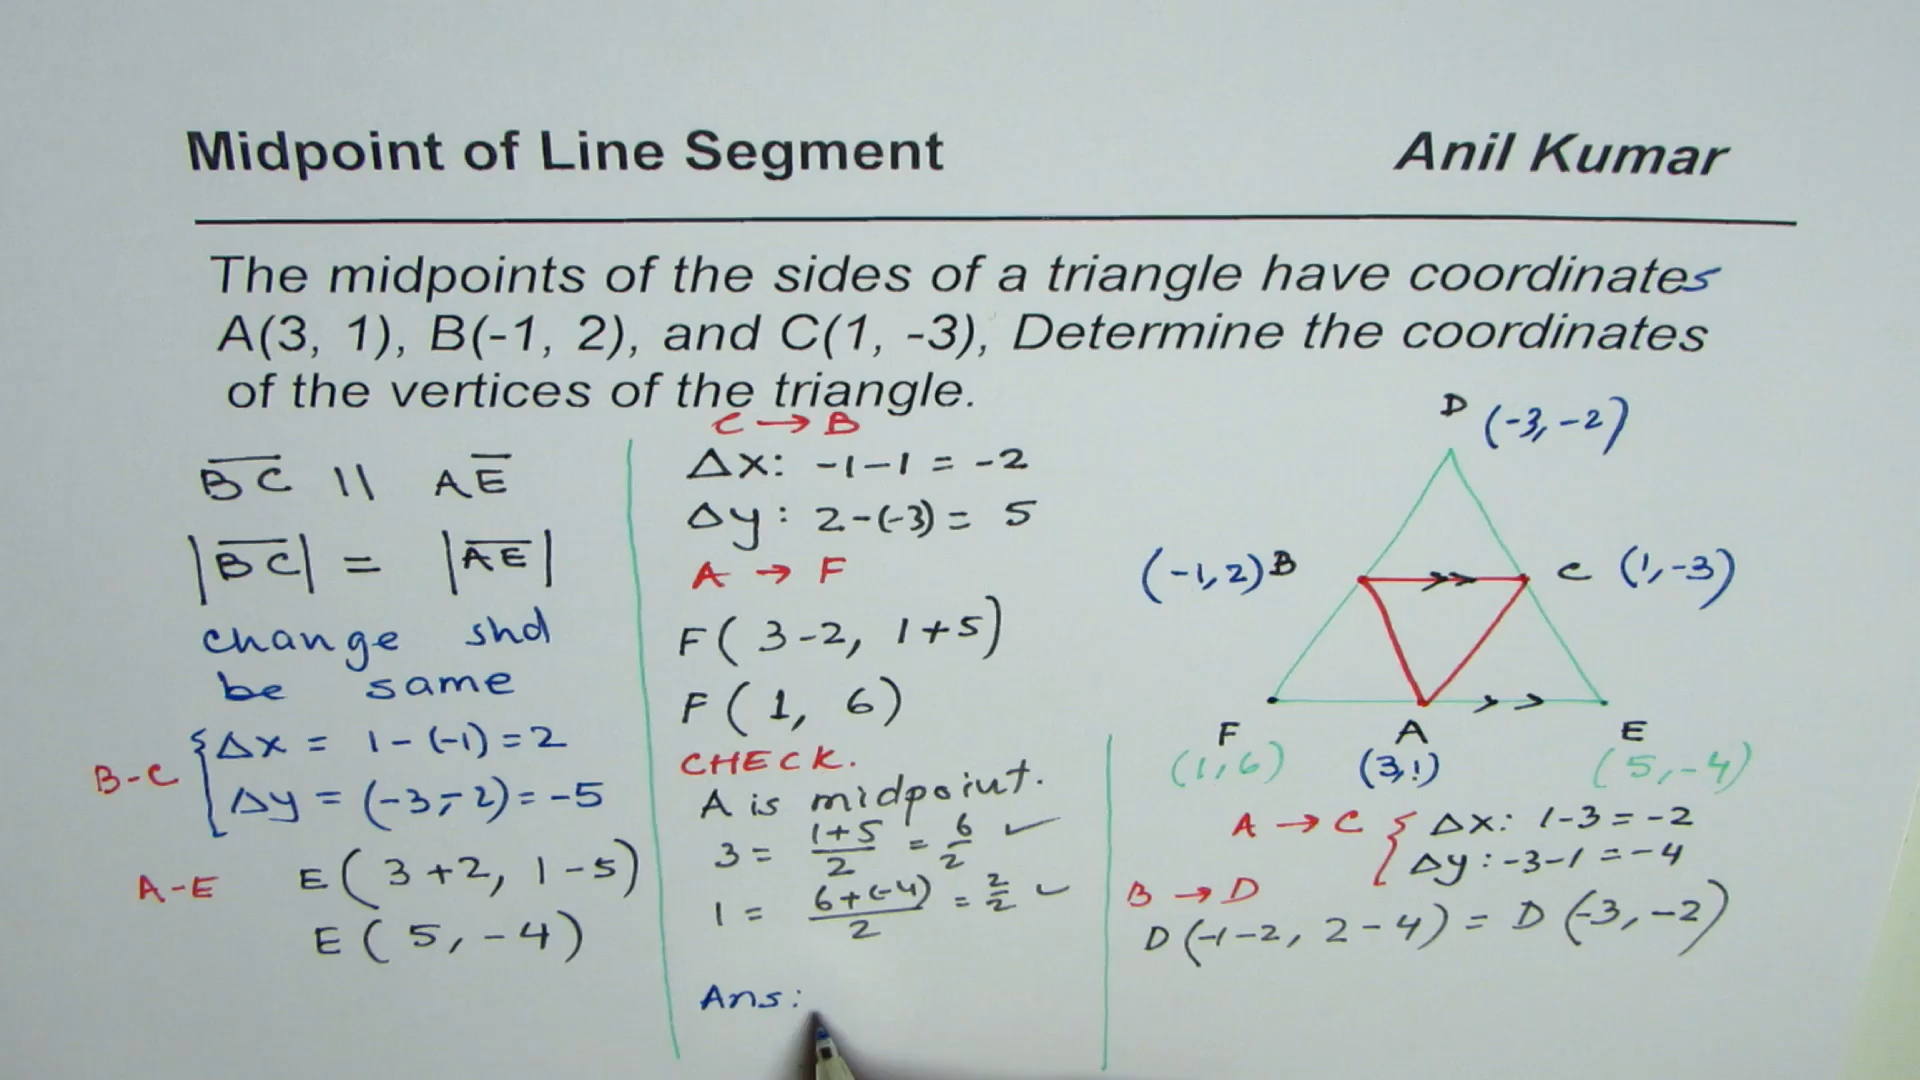 Midpoint of Line Segment
Anil Kumar
The midpoints of the sides of a triangle have coordinates
A(3, 1), B(-1, 2), and C(1, -3), Determine the coordinates
of the vertices of the triangle.
BC || AE
|BC| = |AE|
change shd
be same
B-C { Δx = 1-(-1) = 2
Δy = (-3-2) = -5
A-E E(3+2, 1-5)
E(5, -4)
C → B
Δx: -1-1 = -2
Δy: 2-(-3) = 5
A → F
F(3-2, 1+5)
F(1, 6)
CHECK.
A is midpoint.
3 = (1+5)/2 = 6/2 ✓
1 = (6+(-4))/2 = 2/2 ✓
Ans:
D (-3, -2)
(-1, 2) B
C (1, -3)
F A E
(1, 6) (3, 1) (5, -4)
A → C { Δx: 1-3 = -2
Δy: -3-1 = -4
B → D
D(-1-2, 2-4) = D(-3, -2)